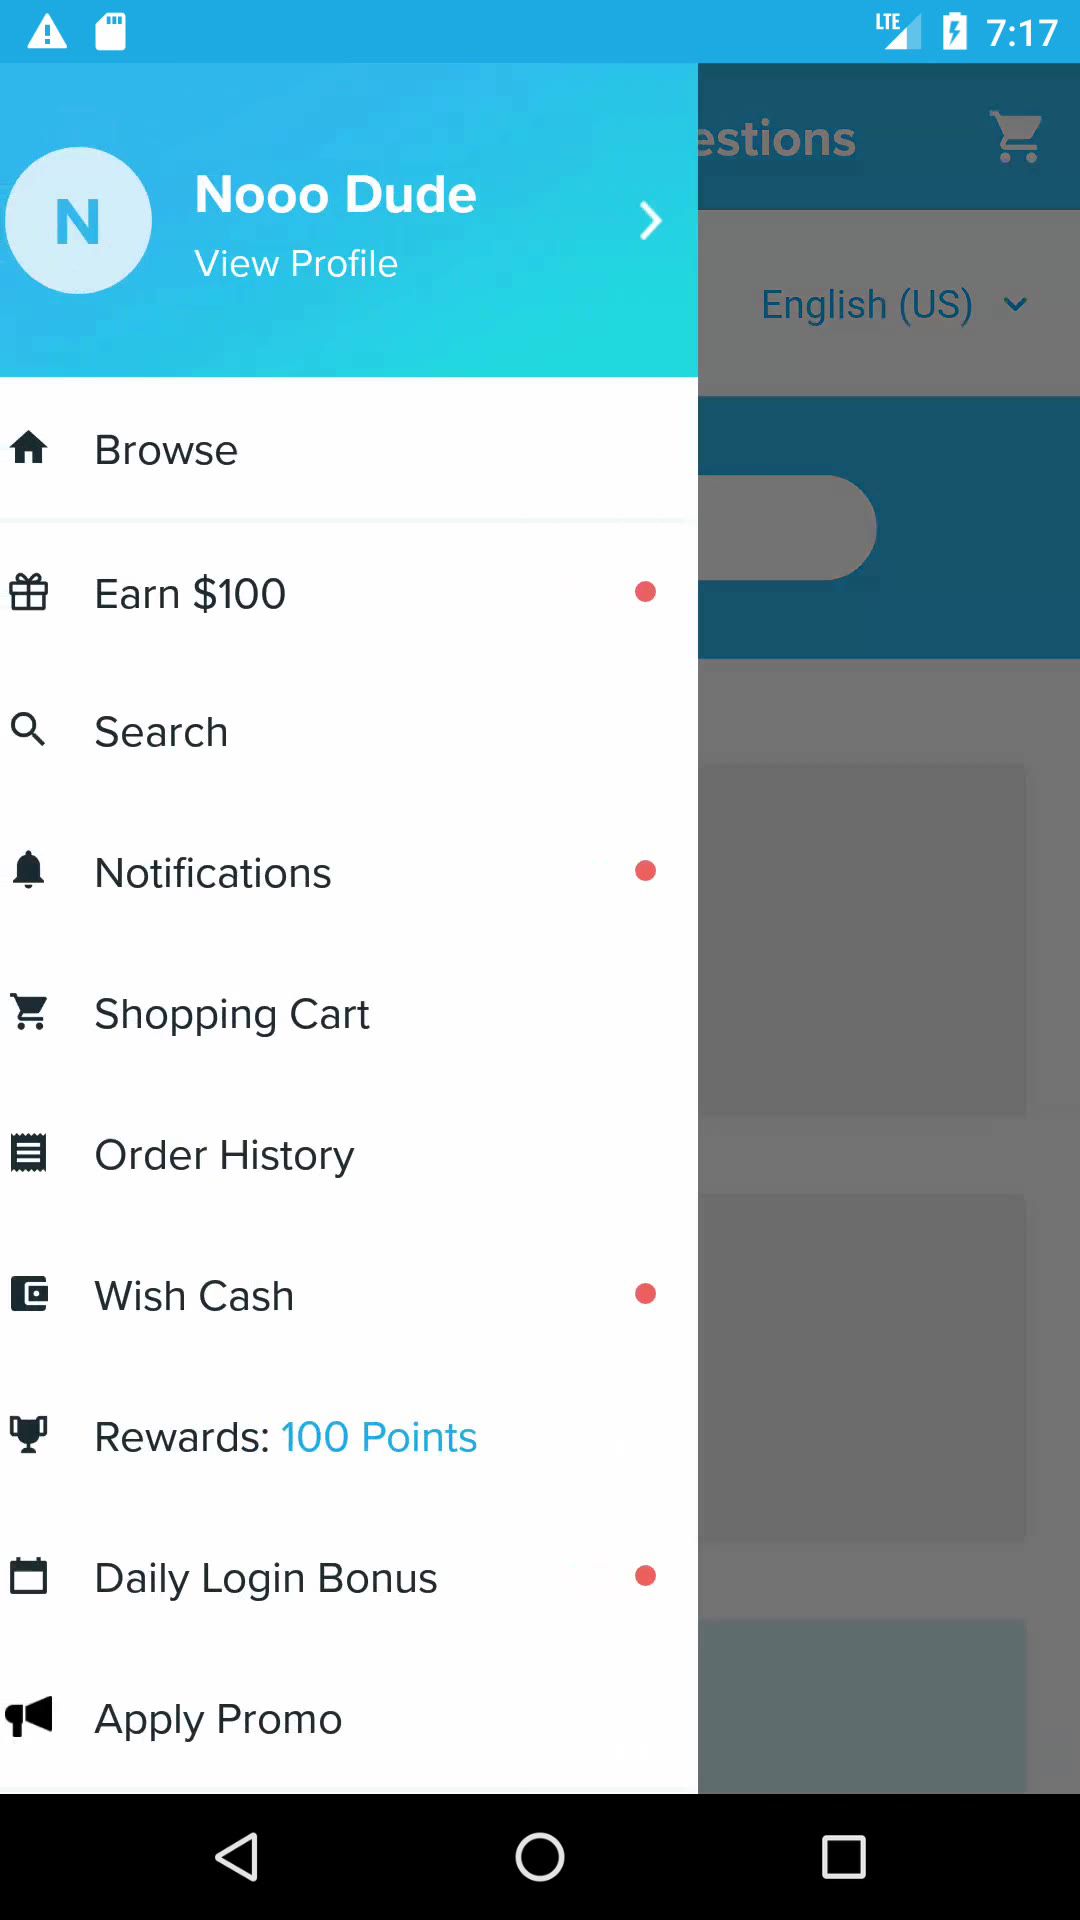 LTE 7:17
estions
N
Nooo Dude
View Profile
English (US)
Browse
Earn $100
Search
Notifications
Shopping Cart
Order History
Wish Cash
Rewards: 100 Points
Daily Login Bonus
Apply Promo